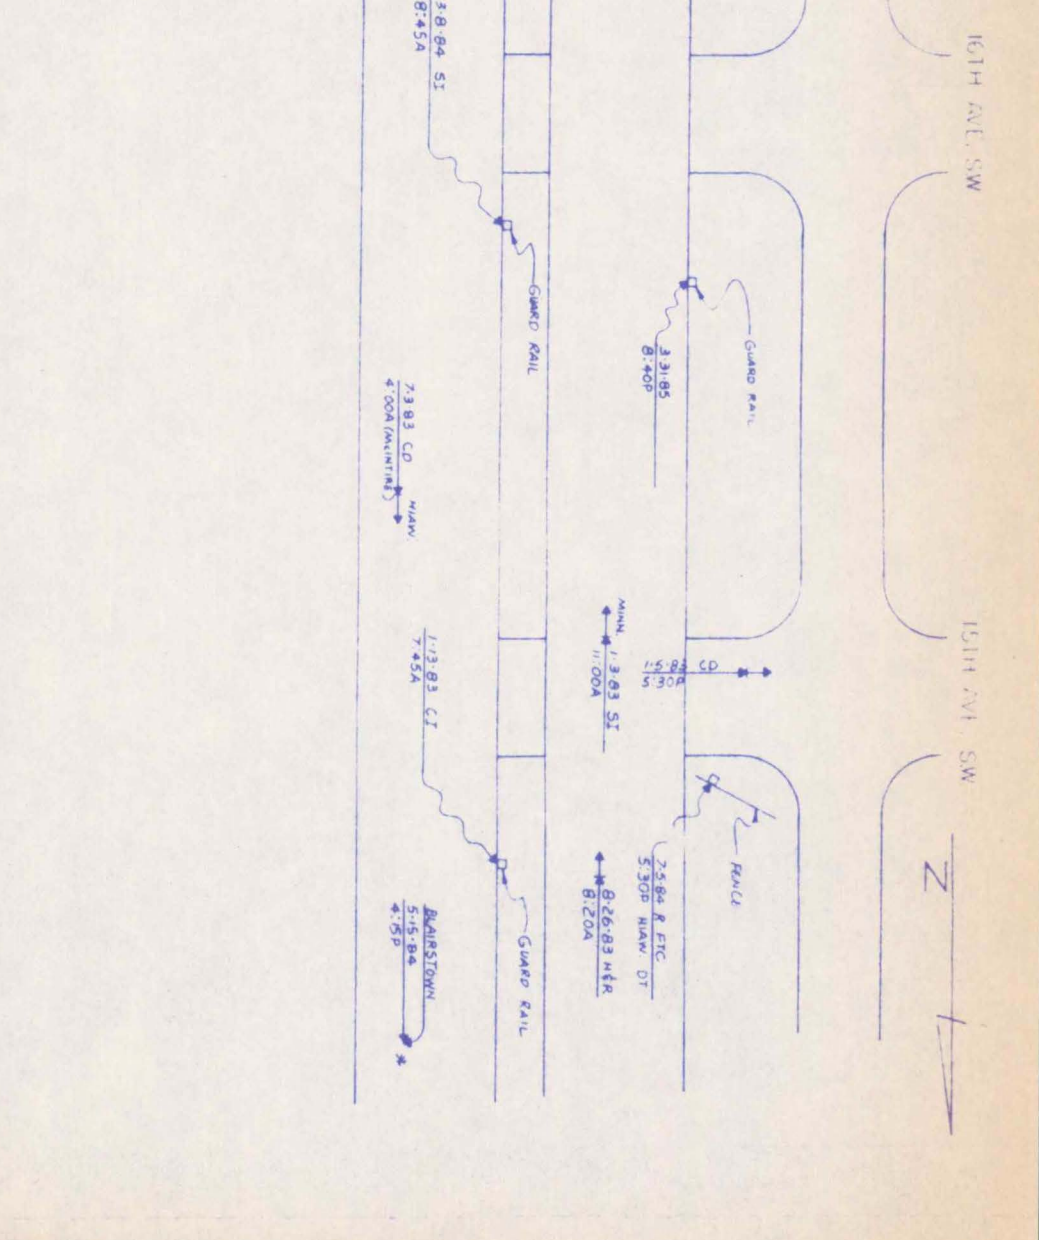 16TH AVE. SW
15TH AVE. SW
N
3·8·84 SI
8:45A
GUARD RAIL
3·31·85
8:40P
GUARD RAIL
7·3·83 CD
4:00A (MCINTIRE)
HIAW.
MINN.
1·3·83 SI
11:00A
1·5·83 CD
5:30P
1·13·83 CI
7:45A
GUARD RAIL
FENCE
7·5·84 R FTC
5:30P HIAW. DT
8·26·83 H&R
8:20A
BLAIRSTOWN
5·15·84
4:15P
*